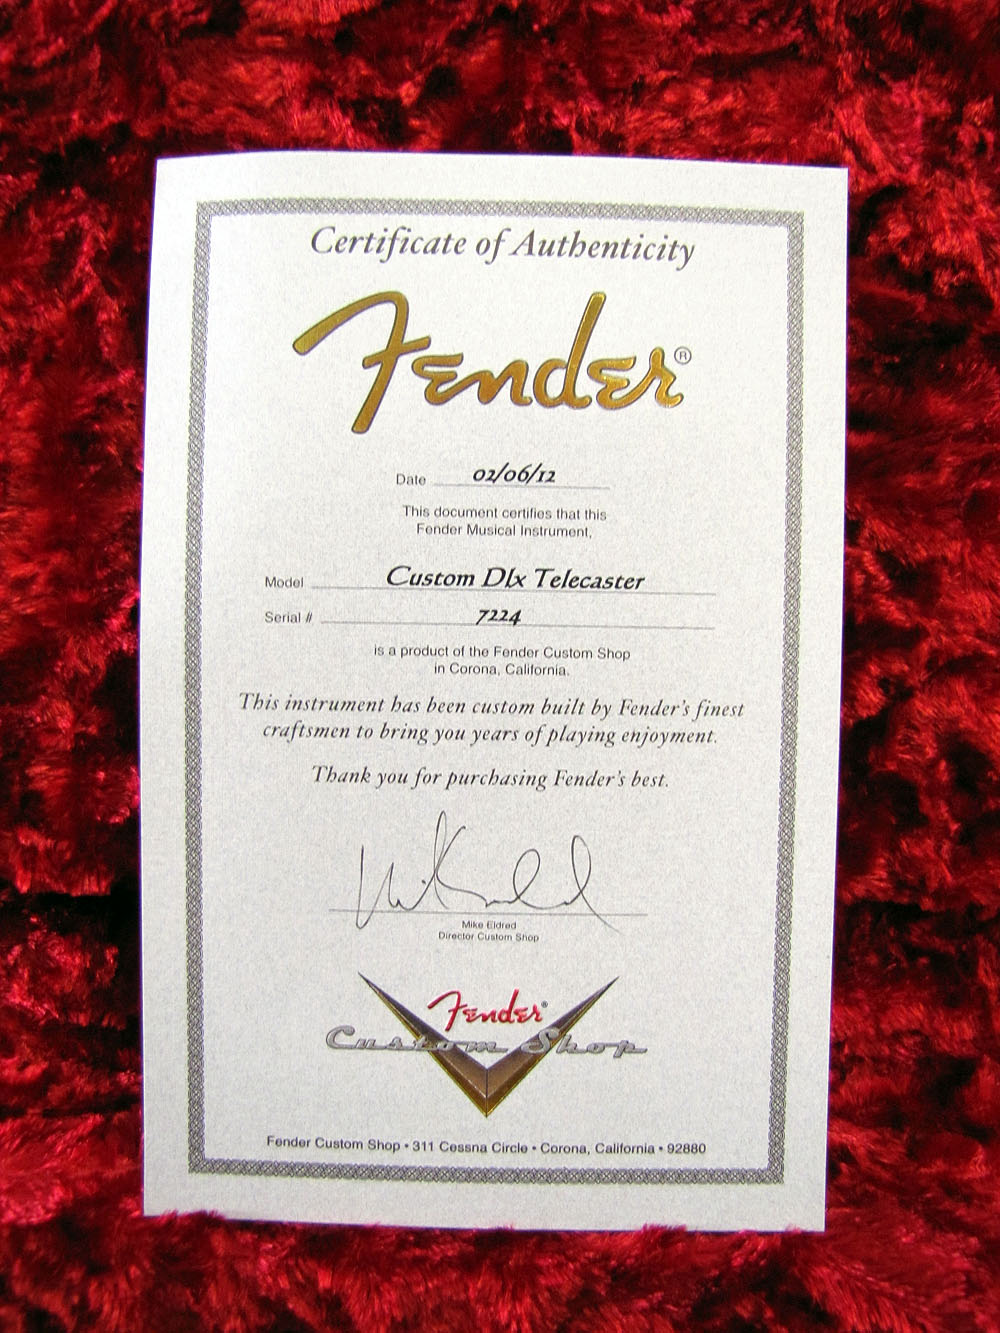 Certificate of Authenticity
Fender®
Date 02/06/12
This document certifies that this
Fender Musical Instrument,
Model Custom Dlx Telecaster
Serial # 7224
is a product of the Fender Custom Shop
in Corona, California.
This instrument has been custom built by Fender's finest
craftsmen to bring you years of playing enjoyment.
Thank you for purchasing Fender's best.
Mike Eldred
Director Custom Shop
Fender®
Custom Shop
Fender Custom Shop • 311 Cessna Circle • Corona, California • 92880